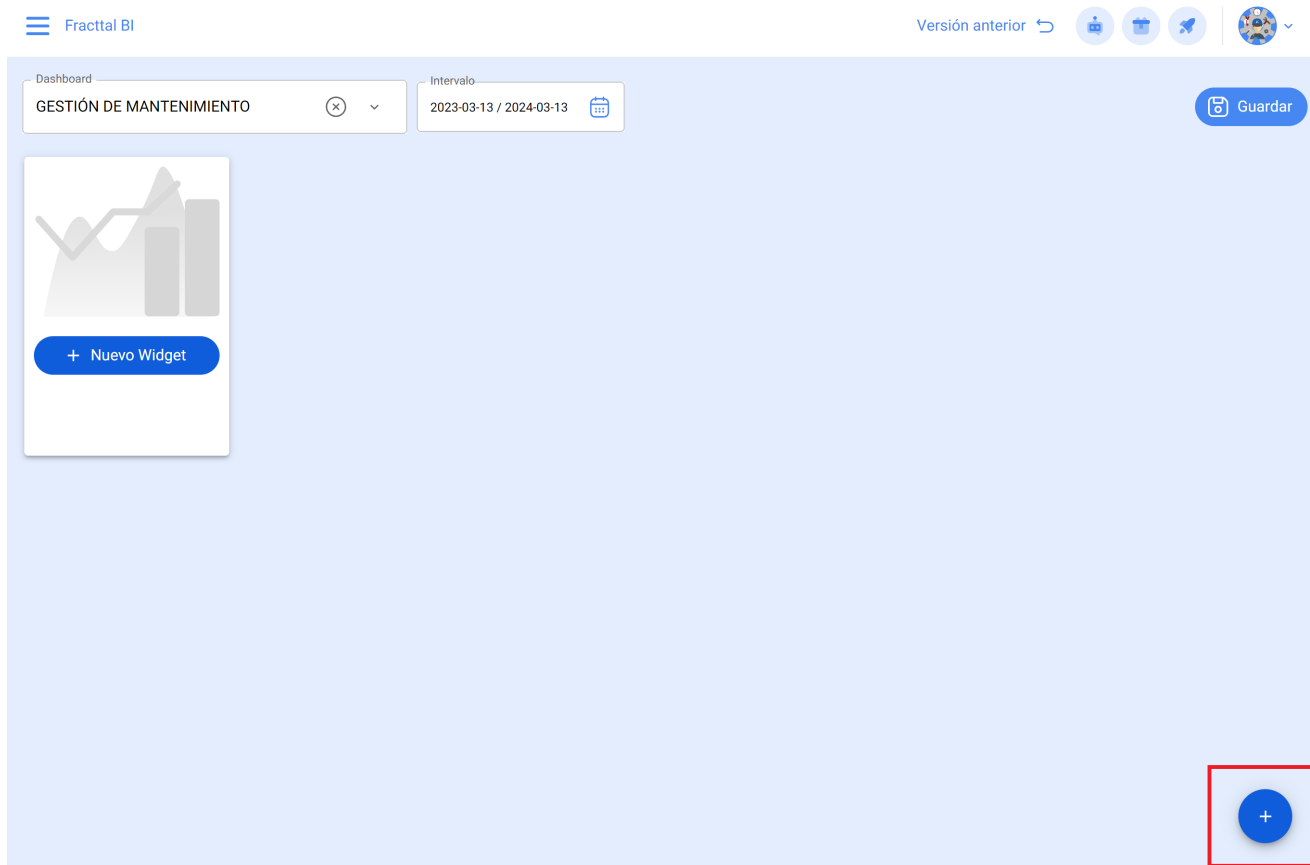 Fracttal BI
Versión anterior
Dashboard
GESTIÓN DE MANTENIMIENTO
Intervalo
2023-03-13 / 2024-03-13
Guardar
+ Nuevo Widget
+